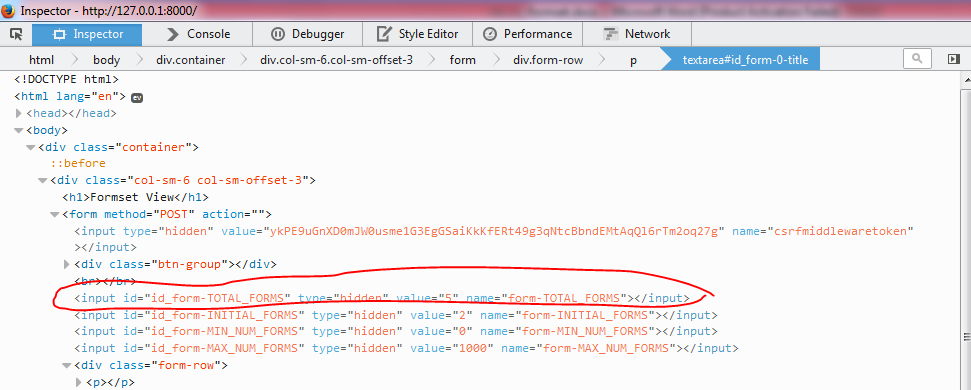 Inspector - http://127.0.0.1:8000/
Inspector Console Debugger Style Editor Performance Network
html body div.container div.col-sm-6.col-sm-offset-3 form div.form-row p textarea#id_form-0-title
<!DOCTYPE html>
<html lang="en"> ev
<head></head>
<body>
<div class="container">
::before
<div class="col-sm-6 col-sm-offset-3">
<h1>Formset View</h1>
<form method="POST" action="">
<input type="hidden" value="ykPE9uGnXD0mJW0usme1G3EgGSaiKkKfERt49g3qNtcBbndEMtAqQl6rTm2oq27g" name="csrfmiddlewaretoken"
></input>
<div class="btn-group"></div>
<br></br>
<input id="id_form-TOTAL_FORMS" type="hidden" value="5" name="form-TOTAL_FORMS"></input>
<input id="id_form-INITIAL_FORMS" type="hidden" value="2" name="form-INITIAL_FORMS"></input>
<input id="id_form-MIN_NUM_FORMS" type="hidden" value="0" name="form-MIN_NUM_FORMS"></input>
<input id="id_form-MAX_NUM_FORMS" type="hidden" value="1000" name="form-MAX_NUM_FORMS"></input>
<div class="form-row">
<p></p>